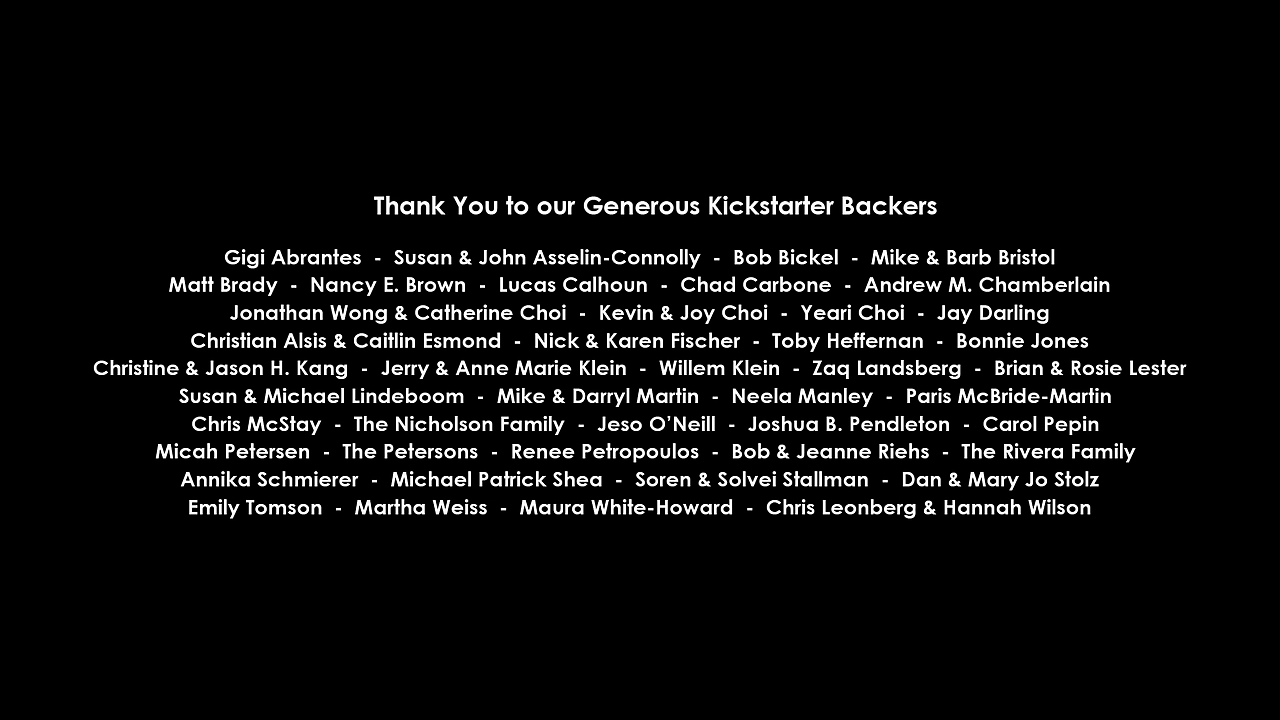 Thank You to our Generous Kickstarter Backers
Gigi Abrantes - Susan & John Asselin-Connolly - Bob Bickel - Mike & Barb Bristol
Matt Brady - Nancy E. Brown - Lucas Calhoun - Chad Carbone - Andrew M. Chamberlain
Jonathan Wong & Catherine Choi - Kevin & Joy Choi - Yeari Choi - Jay Darling
Christian Alsis & Caitlin Esmond - Nick & Karen Fischer - Toby Heffernan - Bonnie Jones
Christine & Jason H. Kang - Jerry & Anne Marie Klein - Willem Klein - Zaq Landsberg - Brian & Rosie Lester
Susan & Michael Lindeboom - Mike & Darryl Martin - Neela Manley - Paris McBride-Martin
Chris McStay - The Nicholson Family - Jeso O’Neill - Joshua B. Pendleton - Carol Pepin
Micah Petersen - The Petersons - Renee Petropoulos - Bob & Jeanne Riehs - The Rivera Family
Annika Schmierer - Michael Patrick Shea - Soren & Solvei Stallman - Dan & Mary Jo Stolz
Emily Tomson - Martha Weiss - Maura White-Howard - Chris Leonberg & Hannah Wilson